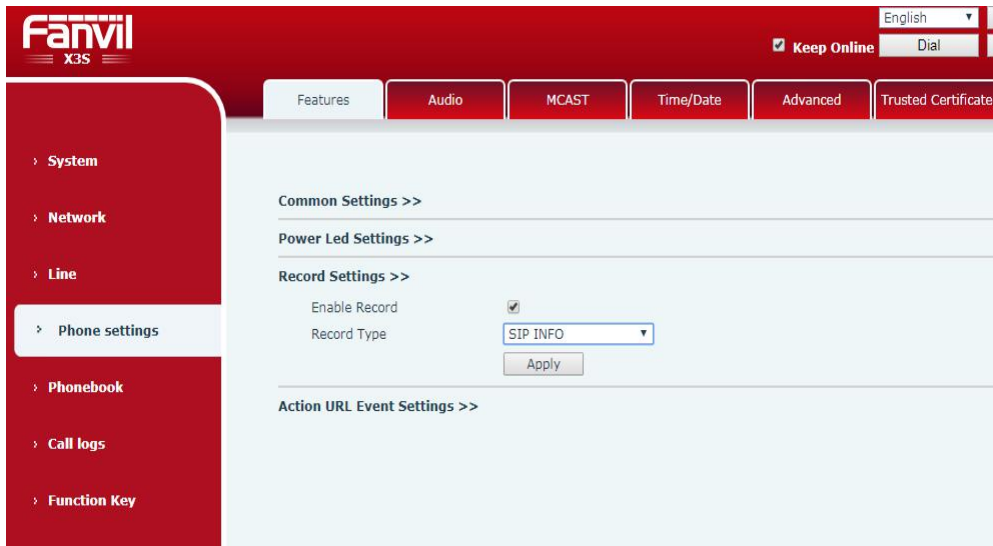 Fanvil
X3S
English
Keep Online
Dial
Features
Audio
MCAST
Time/Date
Advanced
Trusted Certificate
› System
› Network
› Line
› Phone settings
› Phonebook
› Call logs
› Function Key
Common Settings >>
Power Led Settings >>
Record Settings >>
Enable Record
Record Type SIP INFO
Apply
Action URL Event Settings >>